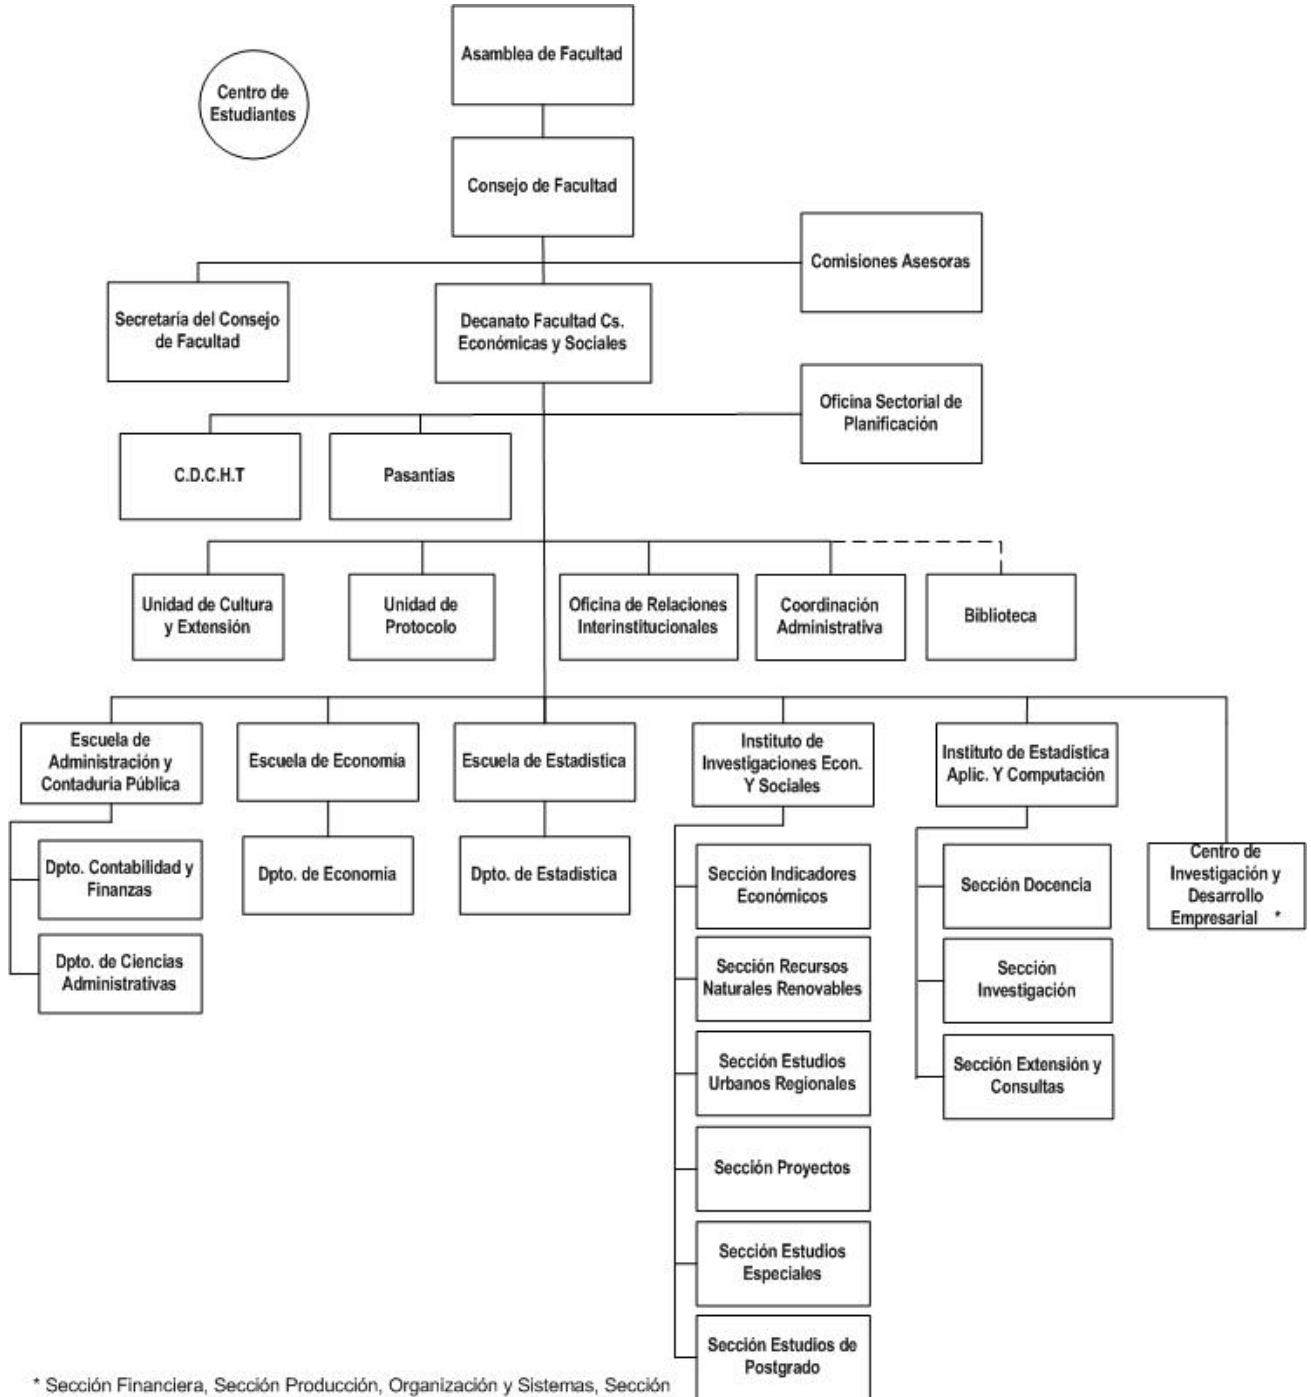 Asamblea de Facultad
Centro de
Estudiantes
Consejo de Facultad
Comisiones Asesoras
Secretaría del Consejo
de Facultad
Decanato Facultad Cs.
Económicas y Sociales
Oficina Sectorial de
Planificación
C.D.C.H.T
Pasantías
Unidad de Cultura
y Extensión
Unidad de
Protocolo
Oficina de Relaciones
Interinstitucionales
Coordinación
Administrativa
Biblioteca
Escuela de
Administración y
Contaduría Pública
Escuela de Economía
Escuela de Estadística
Instituto de
Investigaciones Econ.
Y Sociales
Instituto de Estadística
Aplic. Y Computación
Dpto. Contabilidad y
Finanzas
Dpto. de Ciencias
Administrativas
Dpto. de Economía
Dpto. de Estadística
Sección Indicadores
Económicos
Sección Recursos
Naturales Renovables
Sección Estudios
Urbanos Regionales
Sección Proyectos
Sección Estudios
Especiales
Sección Estudios de
Postgrado
Sección Docencia
Sección
Investigación
Sección Extensión y
Consultas
Centro de
Investigación y
Desarrollo
Empresarial *
* Sección Financiera, Sección Producción, Organización y Sistemas, Sección